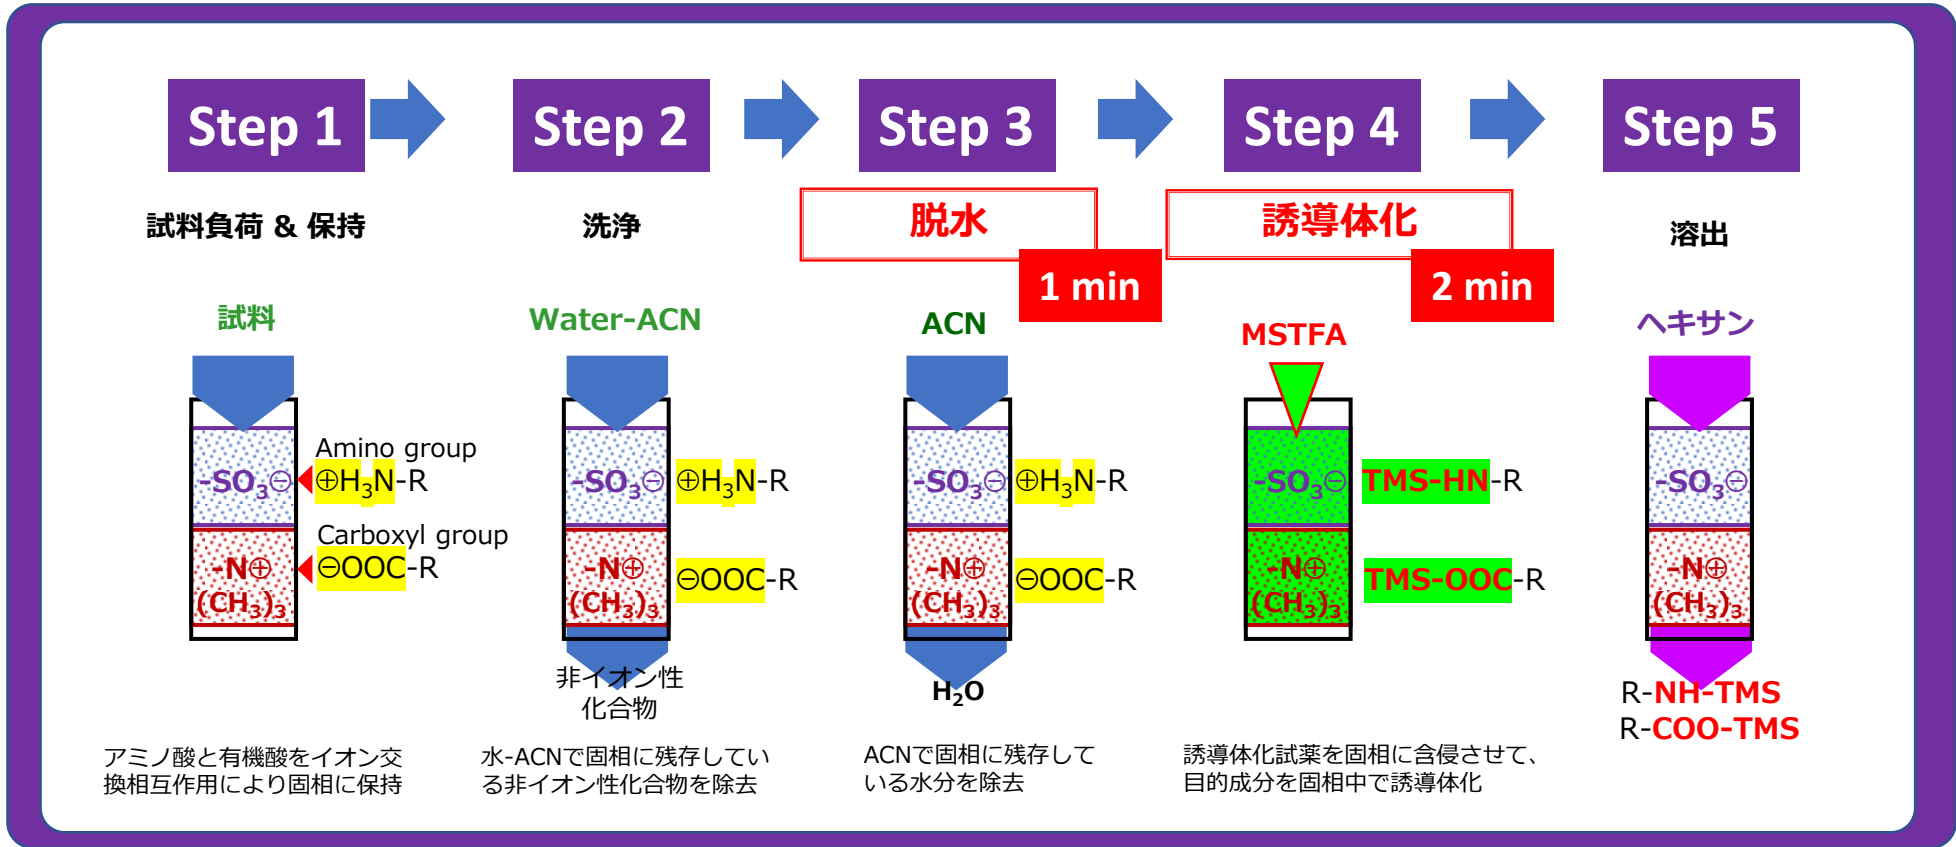 Step 1
Step 2
Step 3
Step 4
Step 5
試料負荷 & 保持
洗浄
脱水
1 min
誘導体化
2 min
溶出
試料
Water-ACN
ACN
MSTFA
ヘキサン
-SO₃⊖
Amino group
⊕H₃N-R
-N⊕
(CH₃)₃
Carboxyl group
⊖OOC-R
-SO₃⊖
⊕H₃N-R
-N⊕
(CH₃)₃
⊖OOC-R
非イオン性
化合物
-SO₃⊖
⊕H₃N-R
-N⊕
(CH₃)₃
⊖OOC-R
H₂O
-SO₃⊖
TMS-HN-R
-N⊕
(CH₃)₃
TMS-OOC-R
-SO₃⊖
-N⊕
(CH₃)₃
R-NH-TMS
R-COO-TMS
アミノ酸と有機酸をイオン交
換相互作用により固相に保持
水-ACNで固相に残存してい
る非イオン性化合物を除去
ACNで固相に残存して
いる水分を除去
誘導体化試薬を固相に含侵させて、
目的成分を固相中で誘導体化